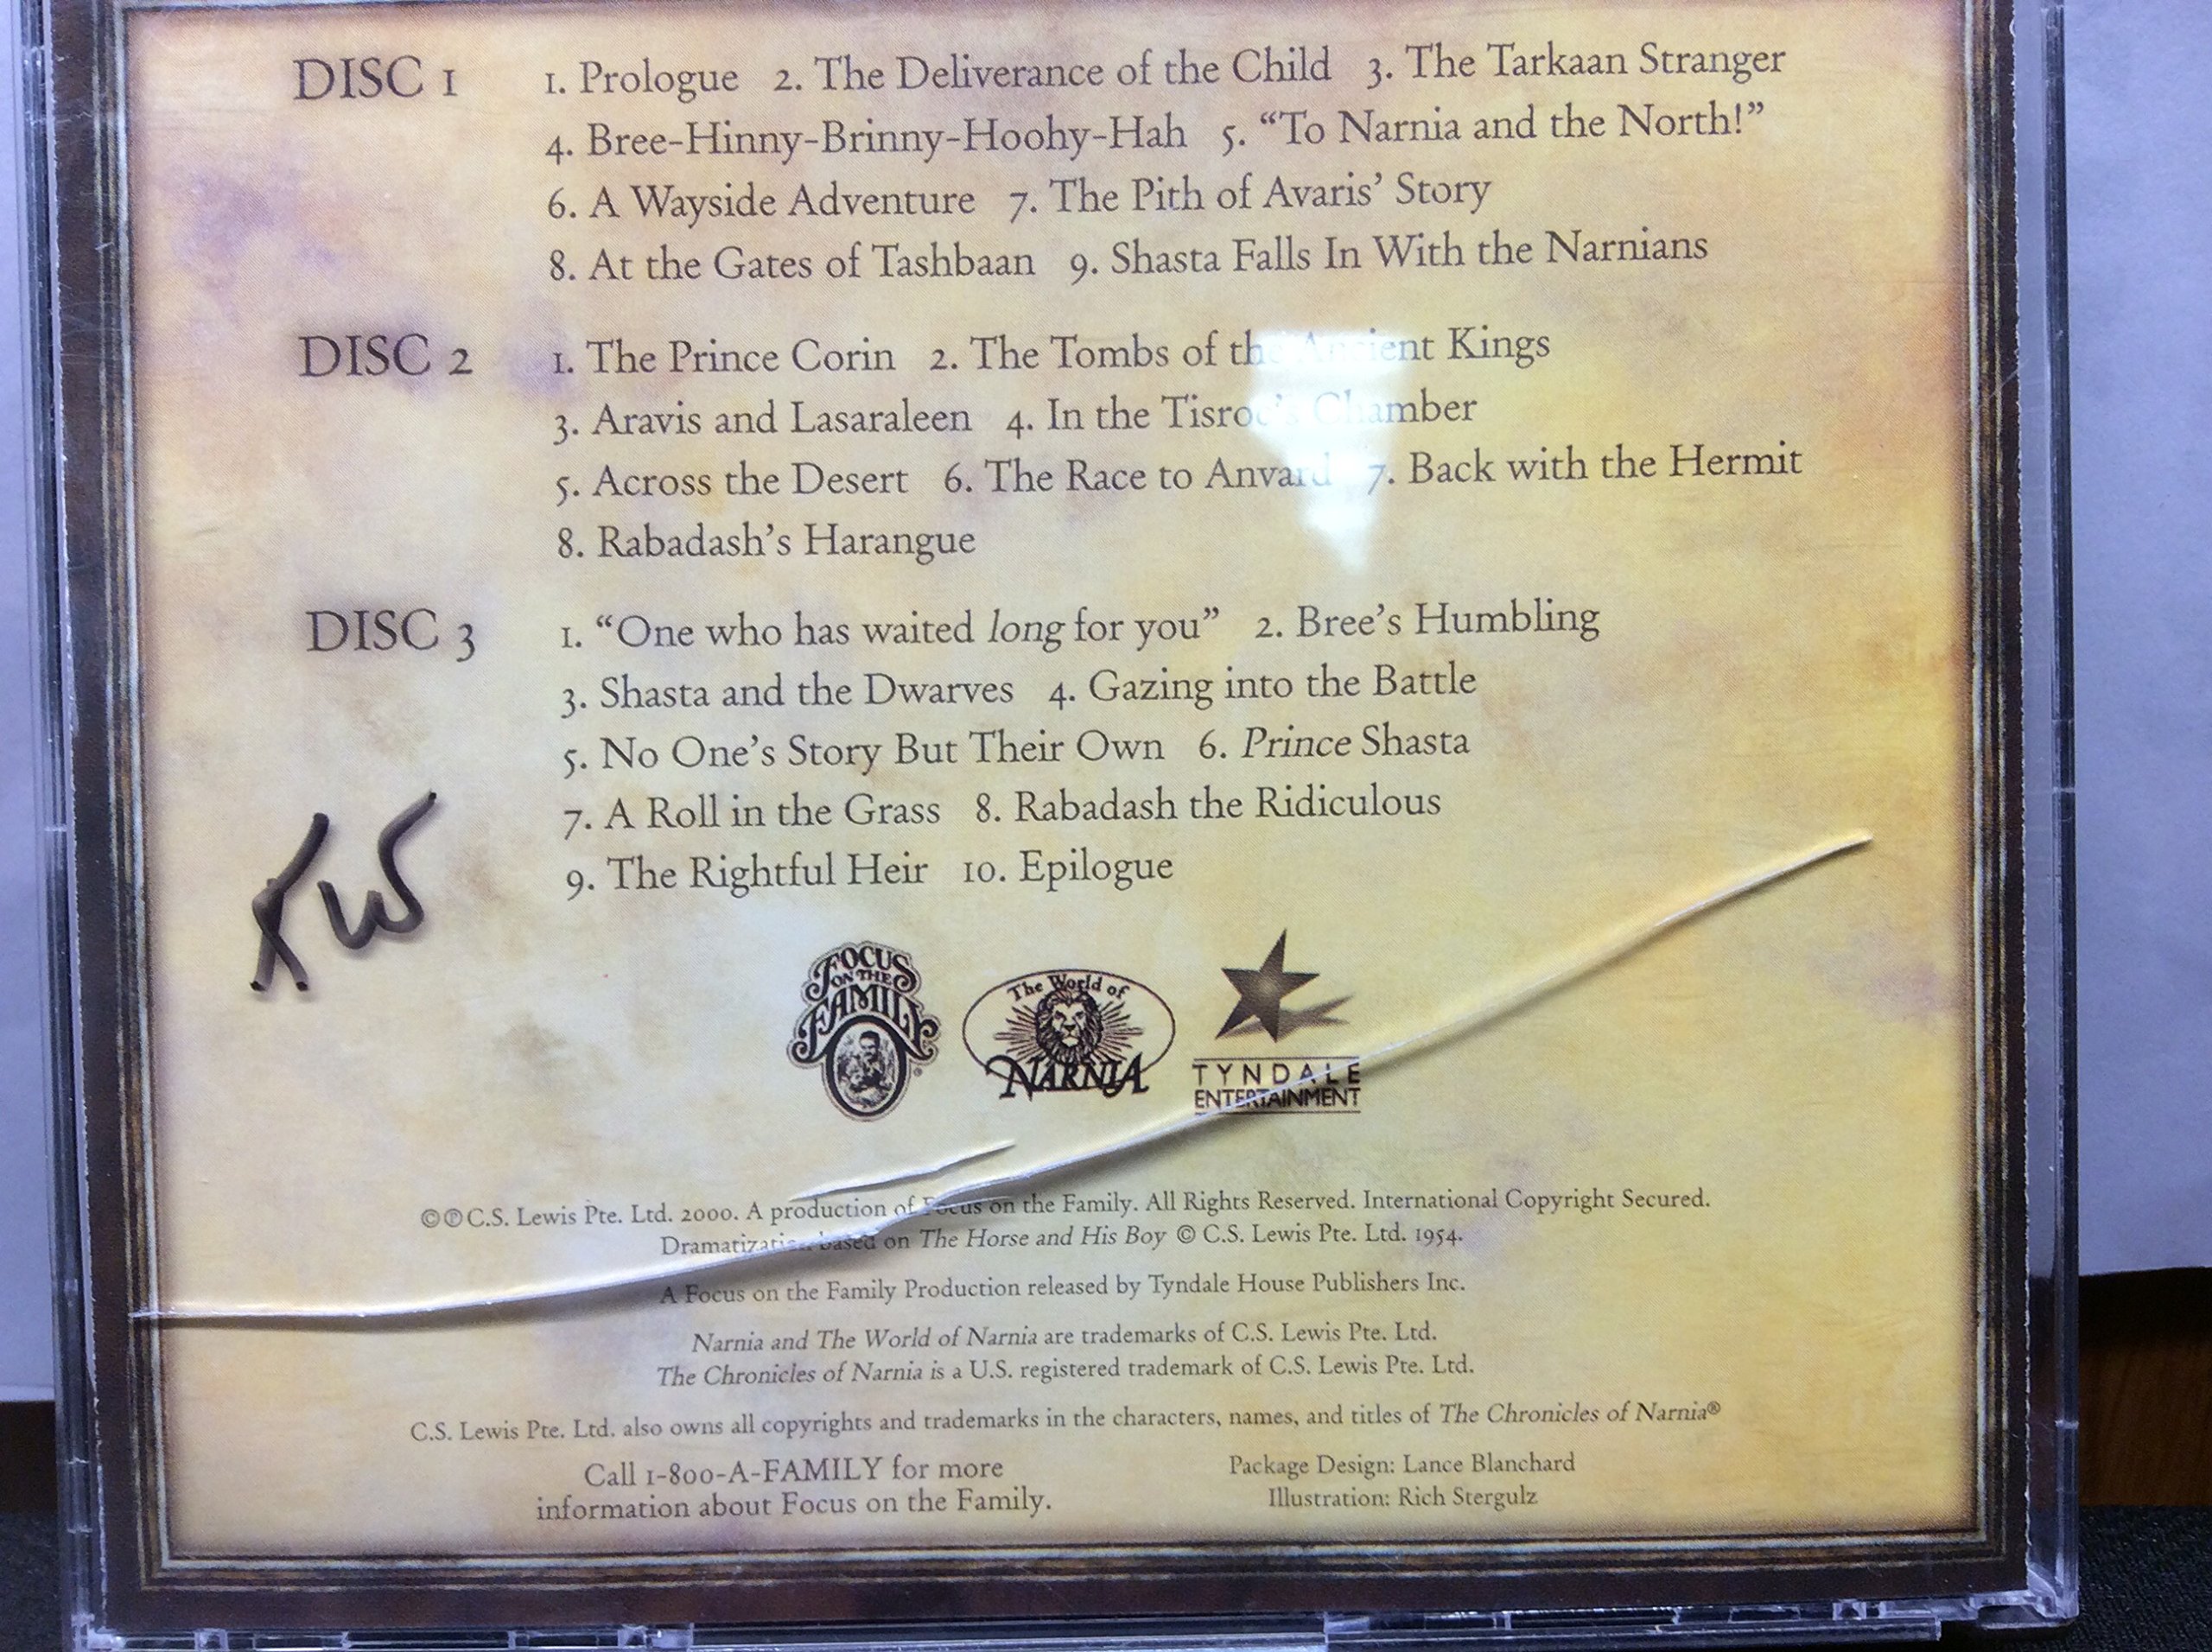 DISC 1 1. Prologue 2. The Deliverance of the Child 3. The Tarkaan Stranger
4. Bree-Hinny-Brinny-Hoohy-Hah 5. “To Narnia and the North!”
6. A Wayside Adventure 7. The Pith of Avaris’ Story
8. At the Gates of Tashbaan 9. Shasta Falls In With the Narnians
DISC 2 1. The Prince Corin 2. The Tombs of the Ancient Kings
3. Aravis and Lasaraleen 4. In the Tisroc’s Chamber
5. Across the Desert 6. The Race to Anvard 7. Back with the Hermit
8. Rabadash’s Harangue
DISC 3 1. “One who has waited long for you” 2. Bree’s Humbling
3. Shasta and the Dwarves 4. Gazing into the Battle
5. No One’s Story But Their Own 6. Prince Shasta
7. A Roll in the Grass 8. Rabadash the Ridiculous
9. The Rightful Heir 10. Epilogue
FOCUS
ON THE
FAMILY
The World of
NARNIA
TYNDALE
ENTERTAINMENT
©℗C.S. Lewis Pte. Ltd. 2000. A production of Focus on the Family. All Rights Reserved. International Copyright Secured.
Dramatization based on The Horse and His Boy © C.S. Lewis Pte. Ltd. 1954.
A Focus on the Family Production released by Tyndale House Publishers Inc.
Narnia and The World of Narnia are trademarks of C.S. Lewis Pte. Ltd.
The Chronicles of Narnia is a U.S. registered trademark of C.S. Lewis Pte. Ltd.
C.S. Lewis Pte. Ltd. also owns all copyrights and trademarks in the characters, names, and titles of The Chronicles of Narnia®
Call 1-800-A-FAMILY for more
information about Focus on the Family.
Package Design: Lance Blanchard
Illustration: Rich Stergulz